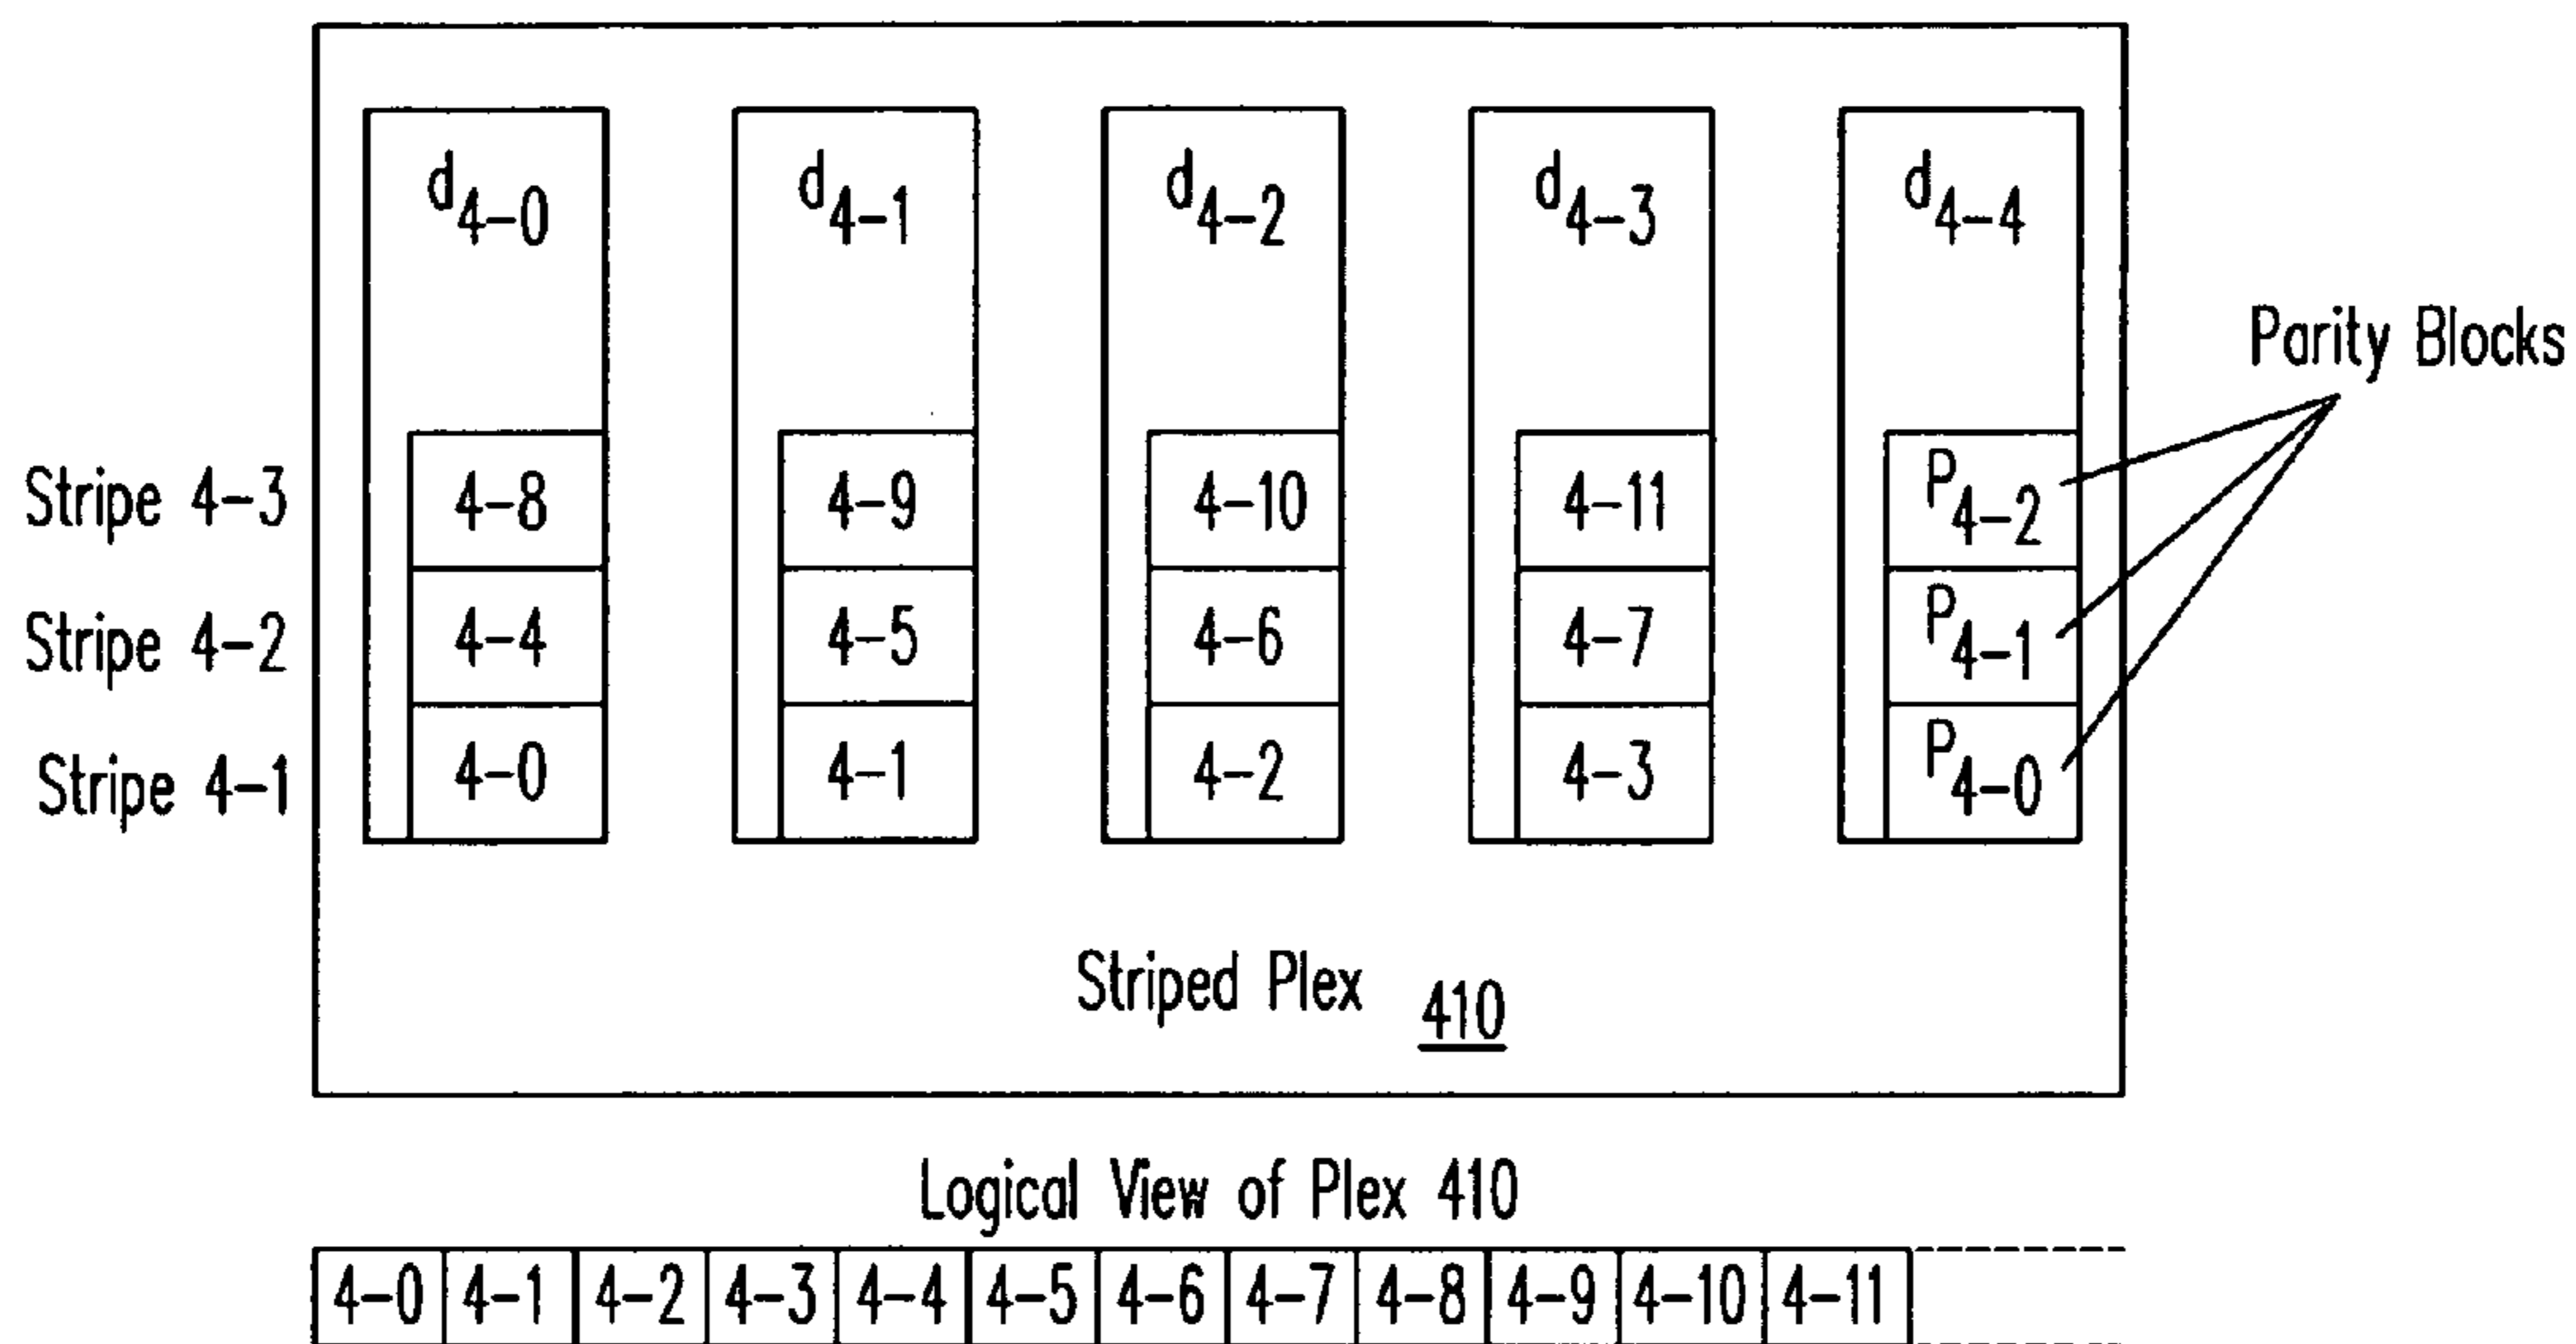 d4-0 d4-1 d4-2 d4-3 d4-4
Parity Blocks
Stripe 4-3 4-8 4-9 4-10 4-11 P4-2
Stripe 4-2 4-4 4-5 4-6 4-7 P4-1
Stripe 4-1 4-0 4-1 4-2 4-3 P4-0
Striped Plex 410
Logical View of Plex 410
4-0 4-1 4-2 4-3 4-4 4-5 4-6 4-7 4-8 4-9 4-10 4-11